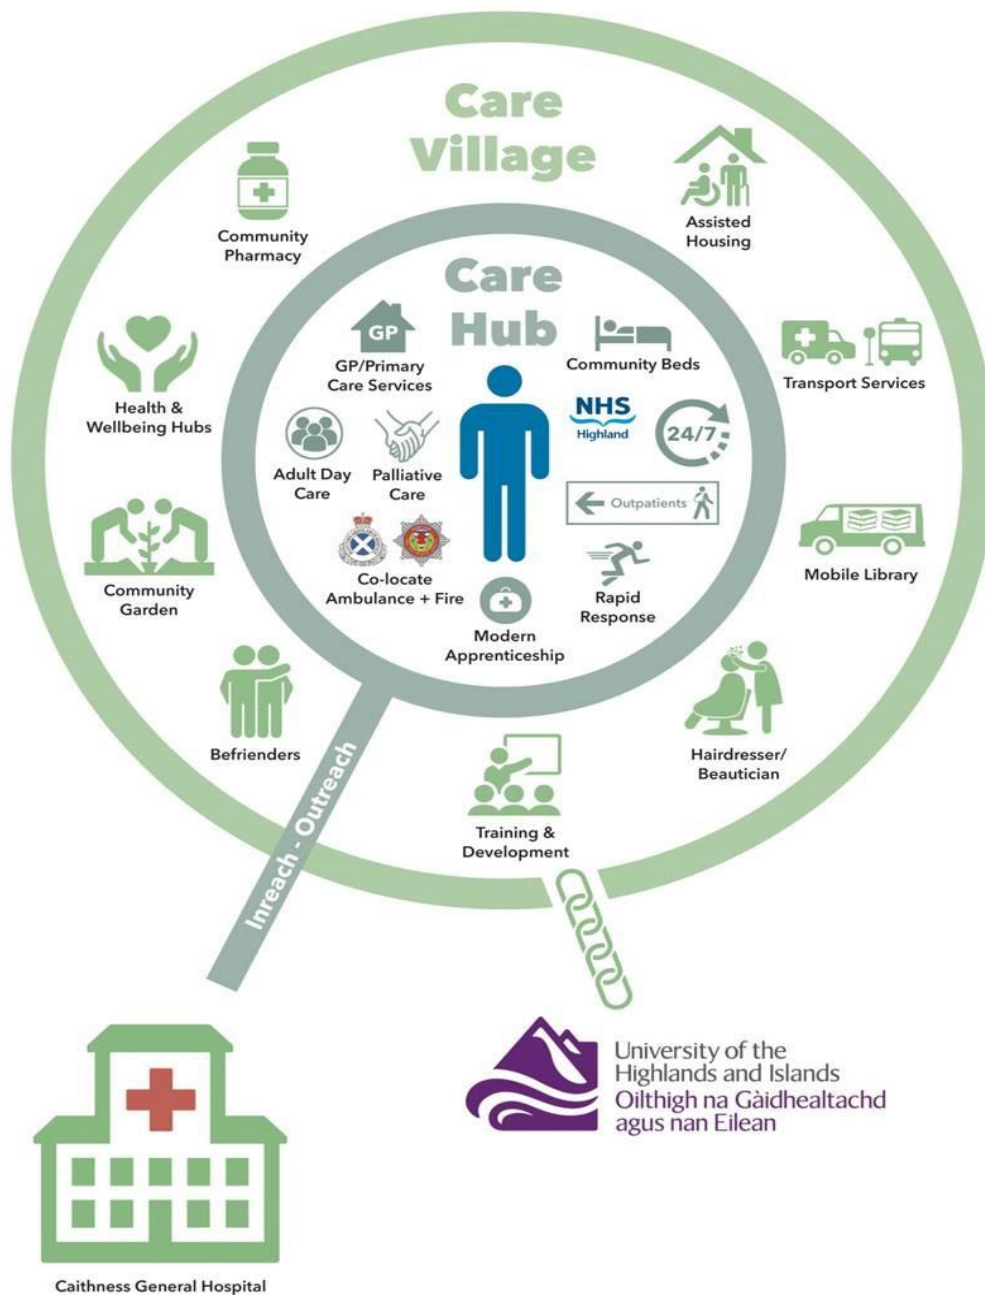 Care
Village
Community
Pharmacy
Assisted
Housing
Care
Hub
GP
GP/Primary
Care Services
Community Beds
Health &
Wellbeing Hubs
Transport Services
NHS
Highland
24/7
Adult Day
Care
Palliative
Care
Outpatients
Community
Garden
Co-locate
Ambulance + Fire
Rapid
Response
Mobile Library
Modern
Apprenticeship
Befrienders
Hairdresser/
Beautician
Inreach - Outreach
Training &
Development
University of the
Highlands and Islands
Oilthigh na Gàidhealtachd
agus nan Eilean
Caithness General Hospital